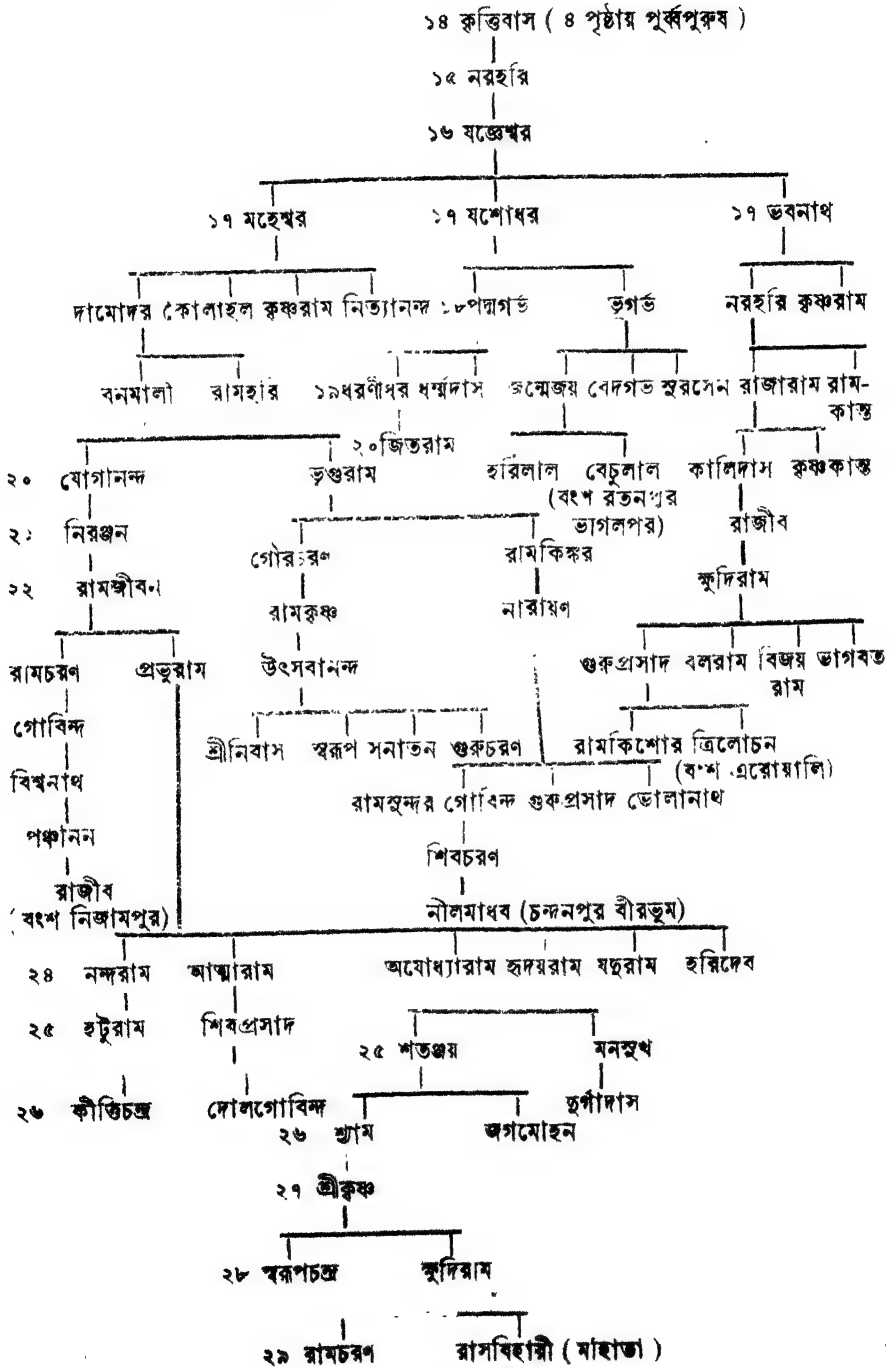 ১৪ কৃত্তিবাস ( ৪ পৃষ্ঠায় পূর্ব্বপুরুষ )
১৫ নরহরি
১৬ যজ্ঞেশ্বর
১৭ মহেশ্বর ১৭ যশোধর ১৭ ভবনাথ
দামোদর কোলাহল কৃষ্ণরাম নিত্যানন্দ ১৮পদ্মগর্ভ ভূগর্ভ নরহরি কৃষ্ণরাম
বনমালী রামহরি ১৯ধরণীধর ধর্ম্মদাস জন্মেজয় বেদগর্ভ সুরসেন রাজারাম রাম-
কান্ত
২০জিতরাম
২০ যোগানন্দ ভৃগুরাম হরিলাল বেচুলাল কালিদাস কৃষ্ণকান্ত
(বংশ রতনপুর
ভাগলপর)
২১ নিরঞ্জন গৌরচরণ রামকিঙ্কর রাজীব
২২ রামজীবন রামকৃষ্ণ নারায়ণ ক্ষুদিরাম
রামচরণ প্রভুরাম উৎসবানন্দ গুরুপ্রসাদ বলরাম বিজয় ভাগবত
রাম
গোবিন্দ
শ্রীনিবাস স্বরূপ সনাতন গুরুচরণ রামকিশোর ত্রিলোচন
(বংশ এরোয়ালি)
বিশ্বনাথ
রামসুন্দর গোবিন্দ গুরুপ্রসাদ ভোলানাথ
পঞ্চানন
শিবচরণ
রাজীব
(বংশ নিজামপুর) নীলমাধব (চন্দনপুর বীরভূম)
২৪ নন্দরাম আত্মারাম অযোধ্যারাম হৃদয়রাম যদুরাম হরিদেব
২৫ হটুরাম শিবপ্রসাদ
২৫ শতঞ্জয় মনসুখ
২৬ কীর্ত্তিচন্দ্র দোলগোবিন্দ দুর্গাদাস
২৬ শ্যাম জগমোহন
২৭ শ্রীকৃষ্ণ
২৮ স্বরূপচন্দ্র ক্ষুদিরাম
২৯ রামচরণ রাসবিহারী ( মাহাতা )